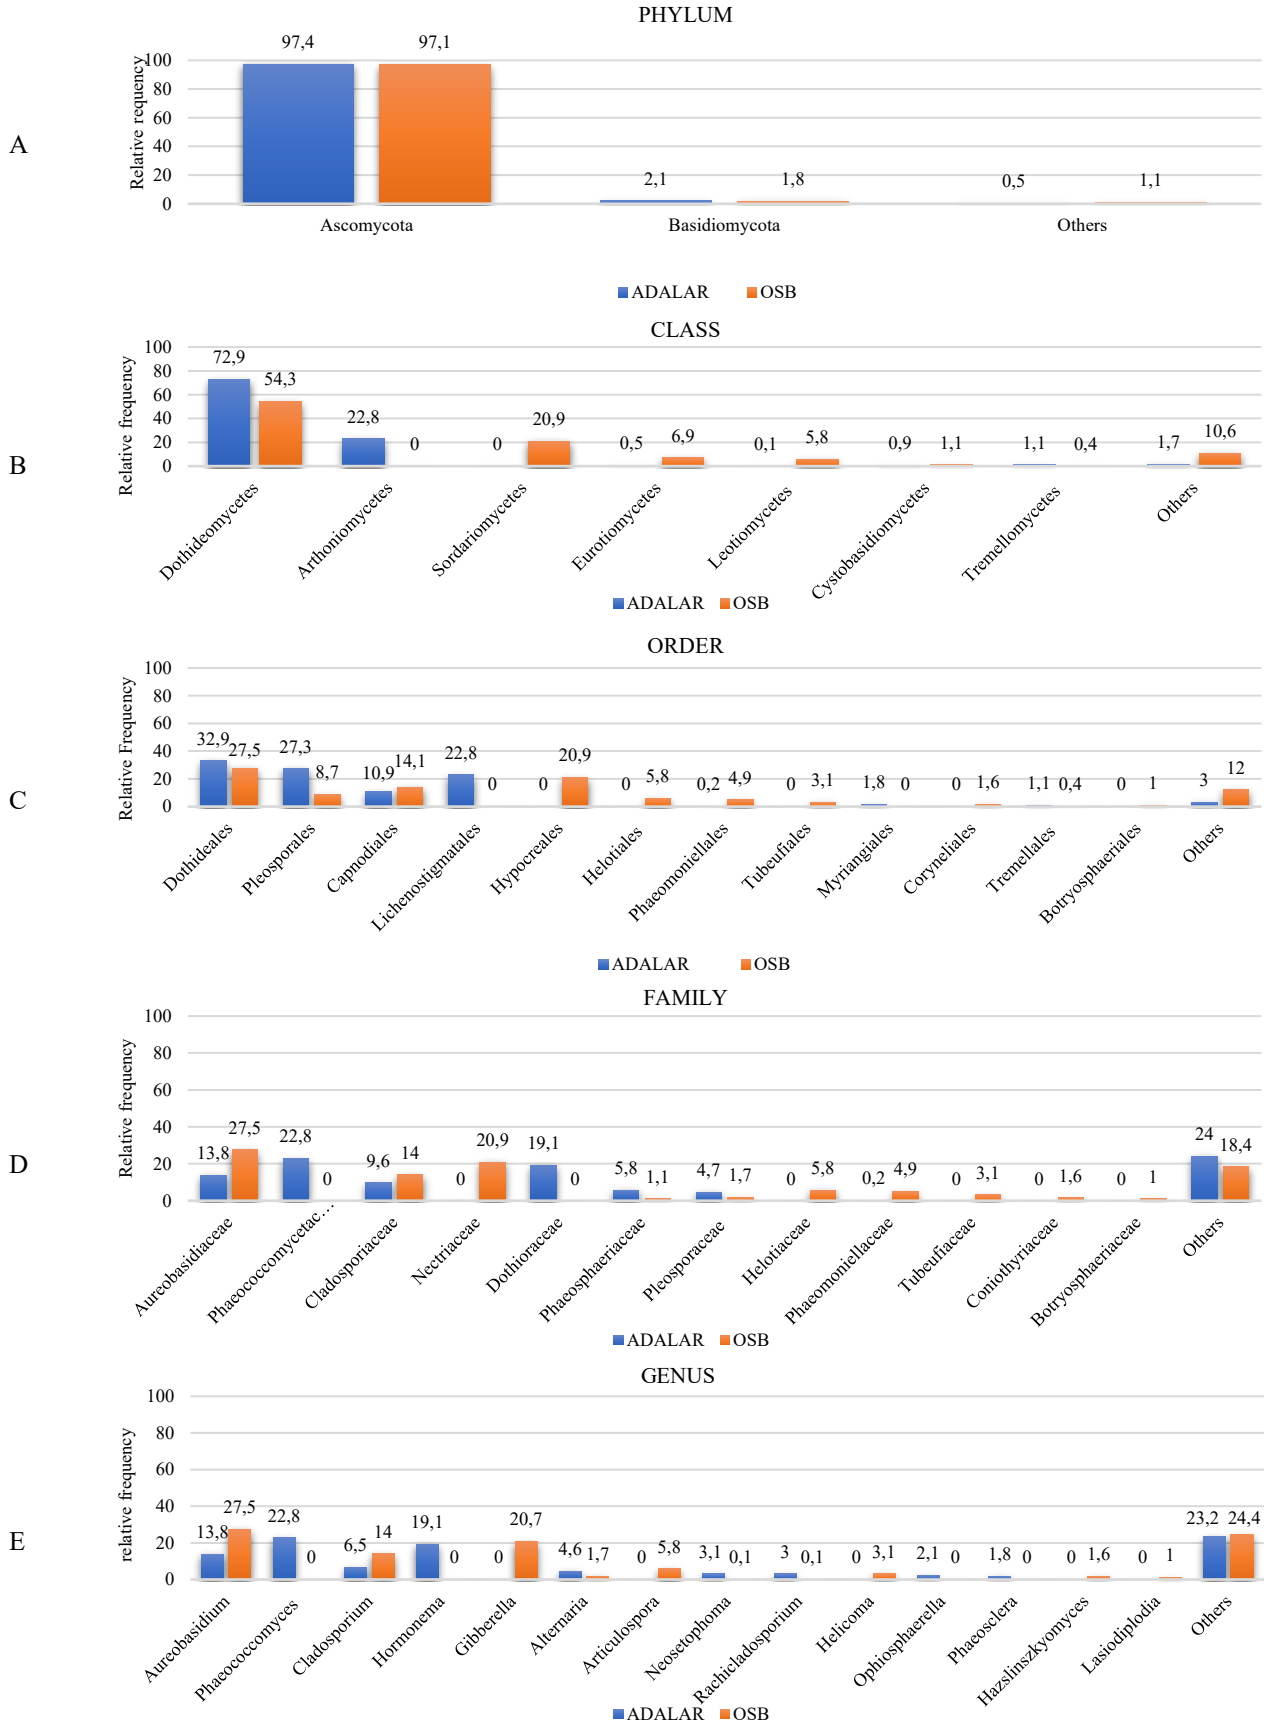 PHYLUM
97,4
97,1
100
80
60
40
20
0
Relative requency
A
2,1
1,8
0,5
1,1
Ascomycota
Basidiomycota
Others
ADALAR
OSB
CLASS
100
80
60
40
20
0
Relative frequency
B
72,9
54,3
22,8
0
0
20,9
0,5
6,9
0,1
5,8
0,9
1,1
1,1
0,4
1,7
10,6
Dothideomycetes
Arthoniomycetes
Sordariomycetes
Eurotiomycetes
Leotiomycetes
Cystobasidiomycetes
Tremellomycetes
Others
ADALAR
OSB
ORDER
100
80
60
40
20
0
Relative Frequency
C
32,9
27,5
27,3
8,7
10,9
14,1
22,8
0
0
20,9
0
5,8
0,2
4,9
0
3,1
1,8
0
0
1,6
1,1
0,4
0
1
3
12
Dothideales
Pleosporales
Capnodiales
Lichenostigmatales
Hypocreales
Helotiales
Phaeomoniellales
Tubeufiales
Myriangiales
Coryneliales
Tremellales
Botryosphaeriales
Others
ADALAR
OSB
FAMILY
100
80
60
40
20
0
Relative frequency
D
13,8
27,5
22,8
0
9,6
14
0
20,9
19,1
0
5,8
1,1
4,7
1,7
0
5,8
0,2
4,9
0
3,1
0
1,6
0
1
24
18,4
Aureobasidiaceae
Phaeococcomycetac…
Cladosporiaceae
Nectriaceae
Dothioraceae
Phaeosphaeriaceae
Pleosporaceae
Helotiaceae
Phaemoniellaceae
Tubeufiaceae
Coniothyriaceae
Botryosphaeriaceae
Others
ADALAR
OSB
GENUS
100
80
60
40
20
0
relative frequency
E
13,8
27,5
22,8
0
6,5
14
19,1
0
0
20,7
4,6
1,7
0
5,8
3,1
0,1
3
0,1
0
3,1
2,1
0
1,8
0
0
1,6
0
1
23,2
24,4
Aureobasidium
Phaeococcomyces
Cladosporium
Hormonema
Gibberella
Alternaria
Articulospora
Neosetophoma
Rachicladosporium
Helicoma
Ophiosphaerella
Phaeosclera
Hazslinszkyomyces
Lasiodiplodia
Others
ADALAR
OSB